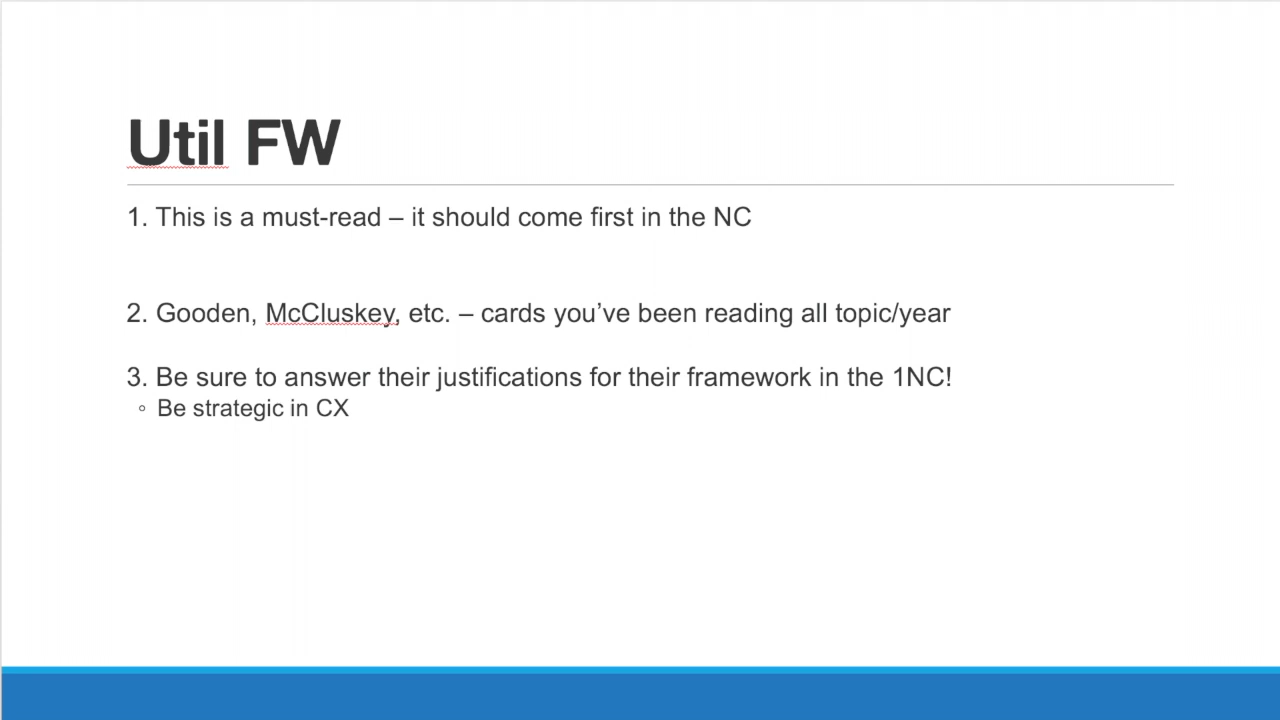 Util FW
1. This is a must-read – it should come first in the NC
2. Gooden, McCluskey, etc. – cards you’ve been reading all topic/year
3. Be sure to answer their justifications for their framework in the 1NC!
◦ Be strategic in CX